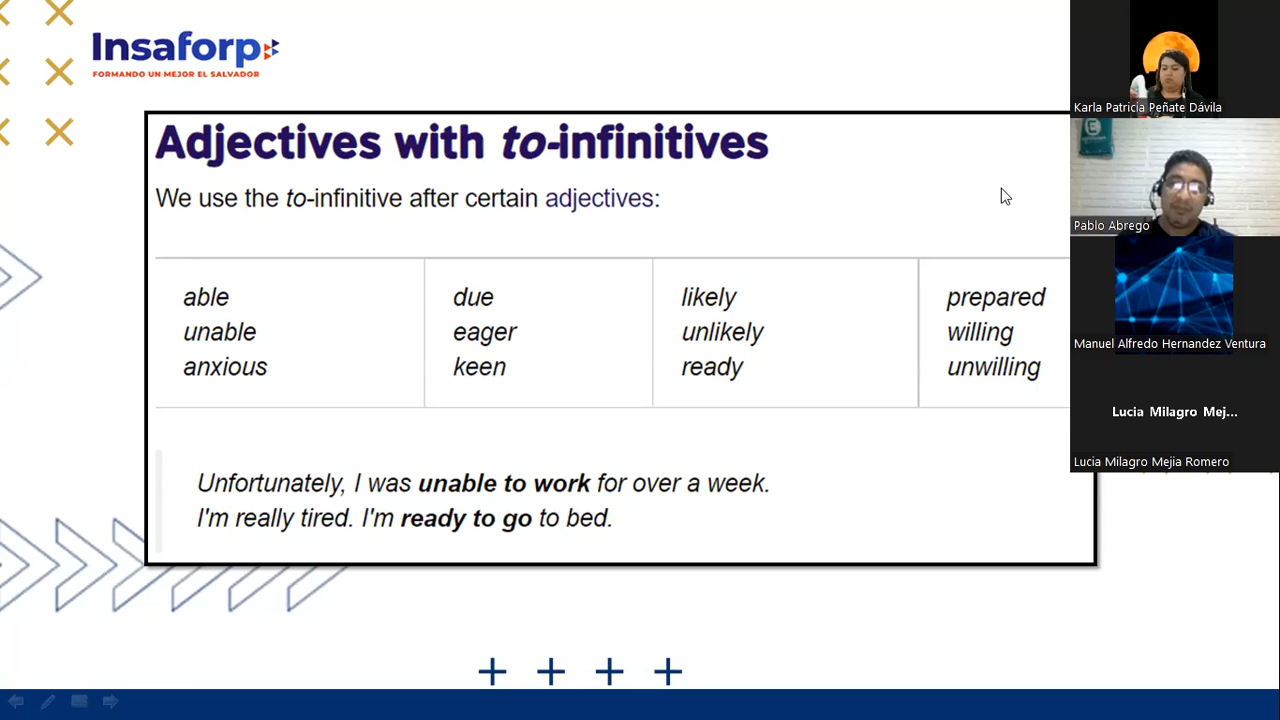 Insaforp
FORMANDO UN MEJOR EL SALVADOR
Adjectives with to-infinitives
We use the to-infinitive after certain adjectives:
able due likely prepared
unable eager unlikely willing
anxious keen ready unwilling
Unfortunately, I was unable to work for over a week.
I'm really tired. I'm ready to go to bed.
Karla Patricia Peñate Dávila
Pablo Abrego
Manuel Alfredo Hernandez Ventura
Lucia Milagro Mej...
Lucia Milagro Mejia Romero